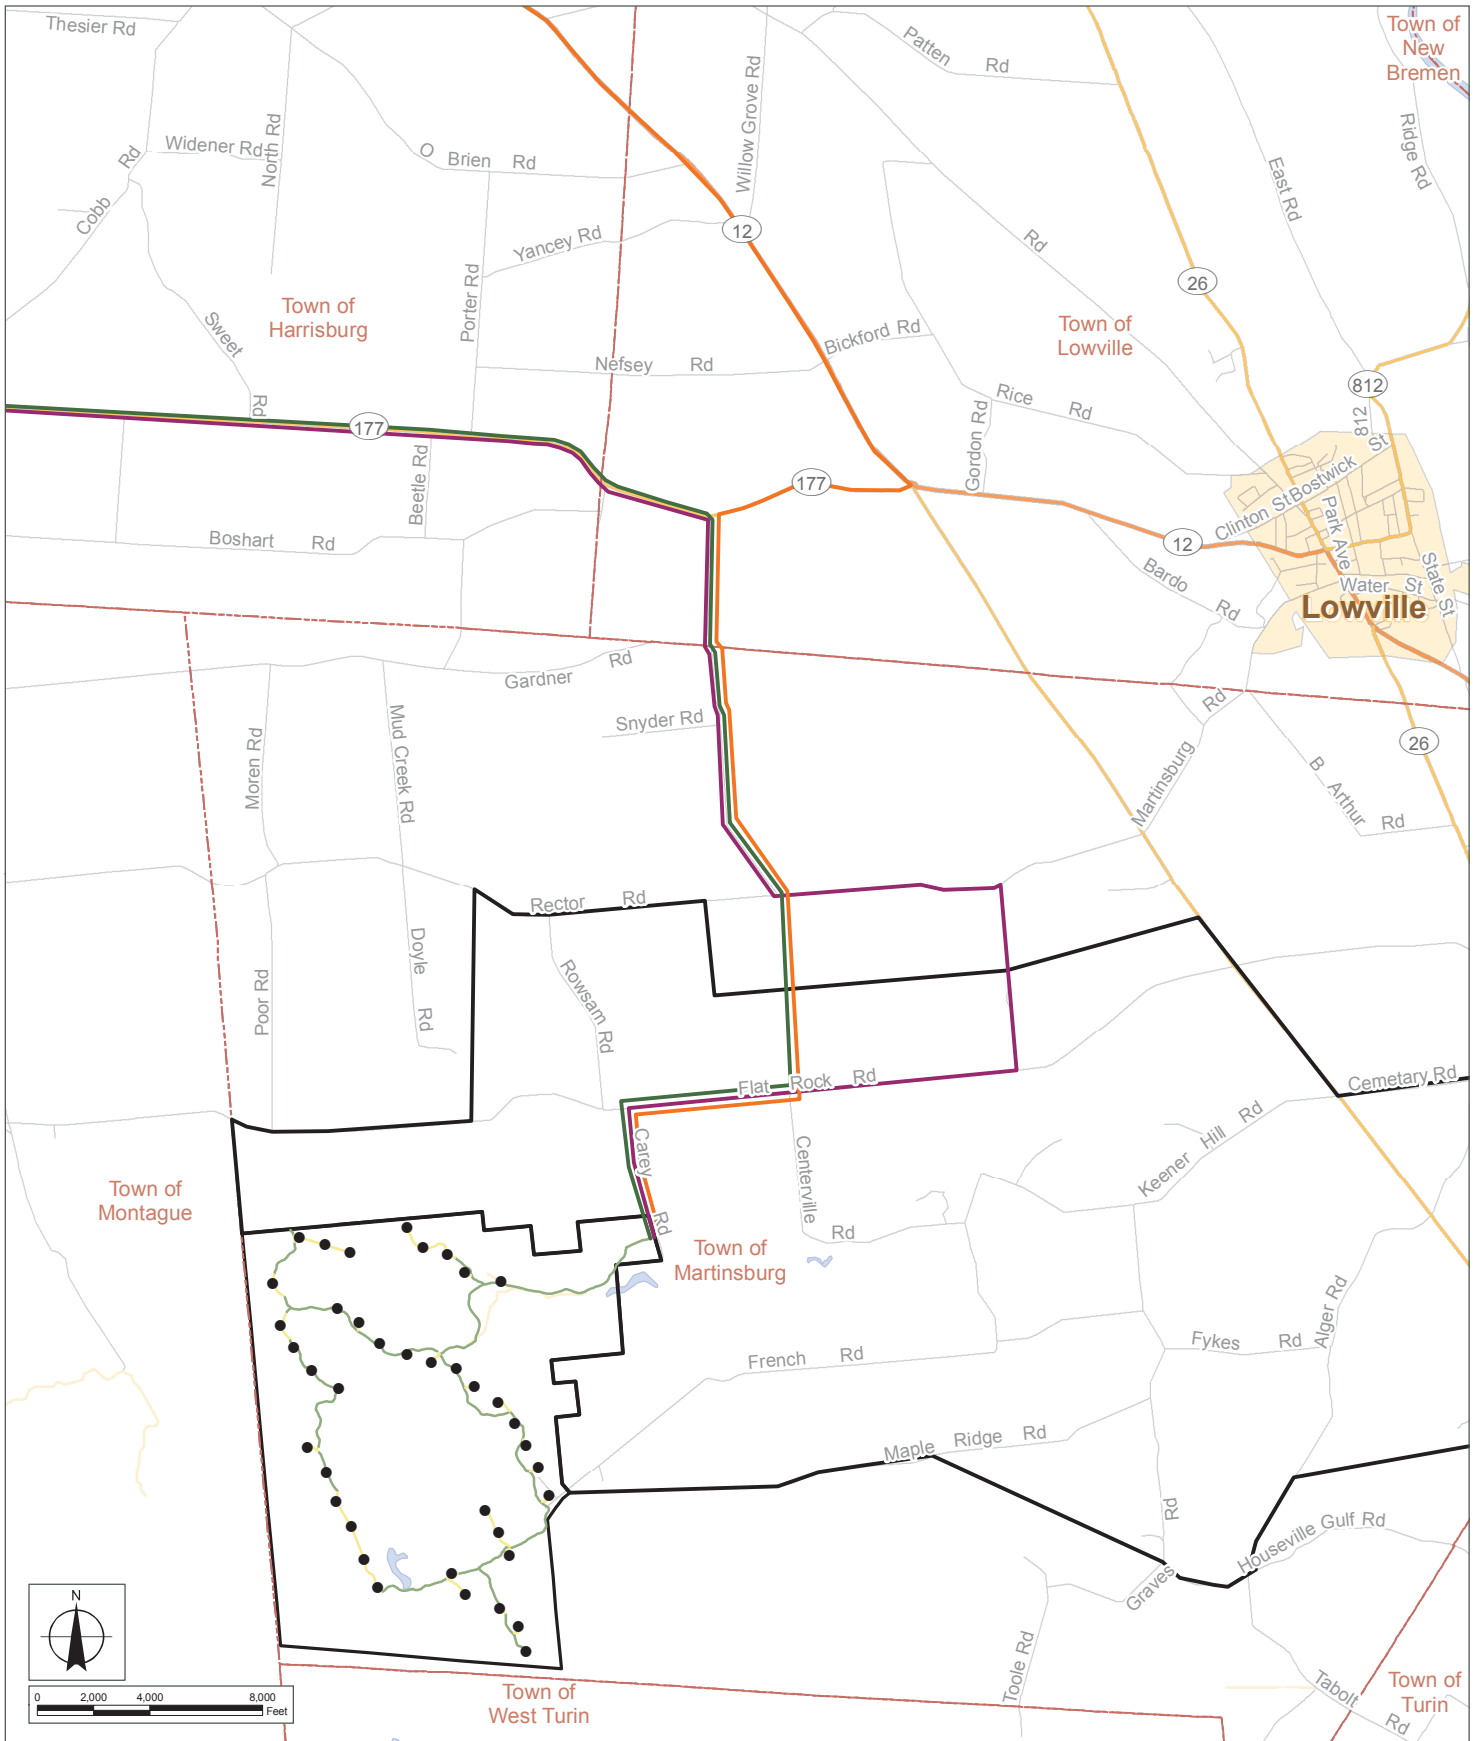 Thesier Rd
Patten Rd
Town of
New
Bremen
Willow Grove Rd
North Rd
Widener Rd
Cobb Rd
O Brien Rd
East Rd
Ridge Rd
Yancey Rd
12
Rd
26
Porter Rd
Town of
Harrisburg
Sweet Rd
Town of
Lowville
Bickford Rd
Nefsey Rd
812
812
Rice Rd
Gordon Rd
177
Beetle Rd
177
Bostwick St
Clinton St
Park Ave
12
Boshart Rd
Bardo Rd
Water St
State St
Lowville
Gardner Rd
Snyder Rd
Moren Rd
Mud Creek Rd
Martinsburg Rd
26
B Arthur Rd
Rector Rd
Doyle Rd
Poor Rd
Rowsam Rd
Flat Rock Rd
Cemetary Rd
Carey Rd
Centerville Rd
Keener Hill Rd
Town of
Montague
Town of
Martinsburg
Alger Rd
Fykes Rd
French Rd
Maple Ridge Rd
Graves Rd
Houseville Gulf Rd
Toole Rd
Tabolt Rd
Town of
Turin
Town of
West Turin
N
0 2,000 4,000 8,000
Feet